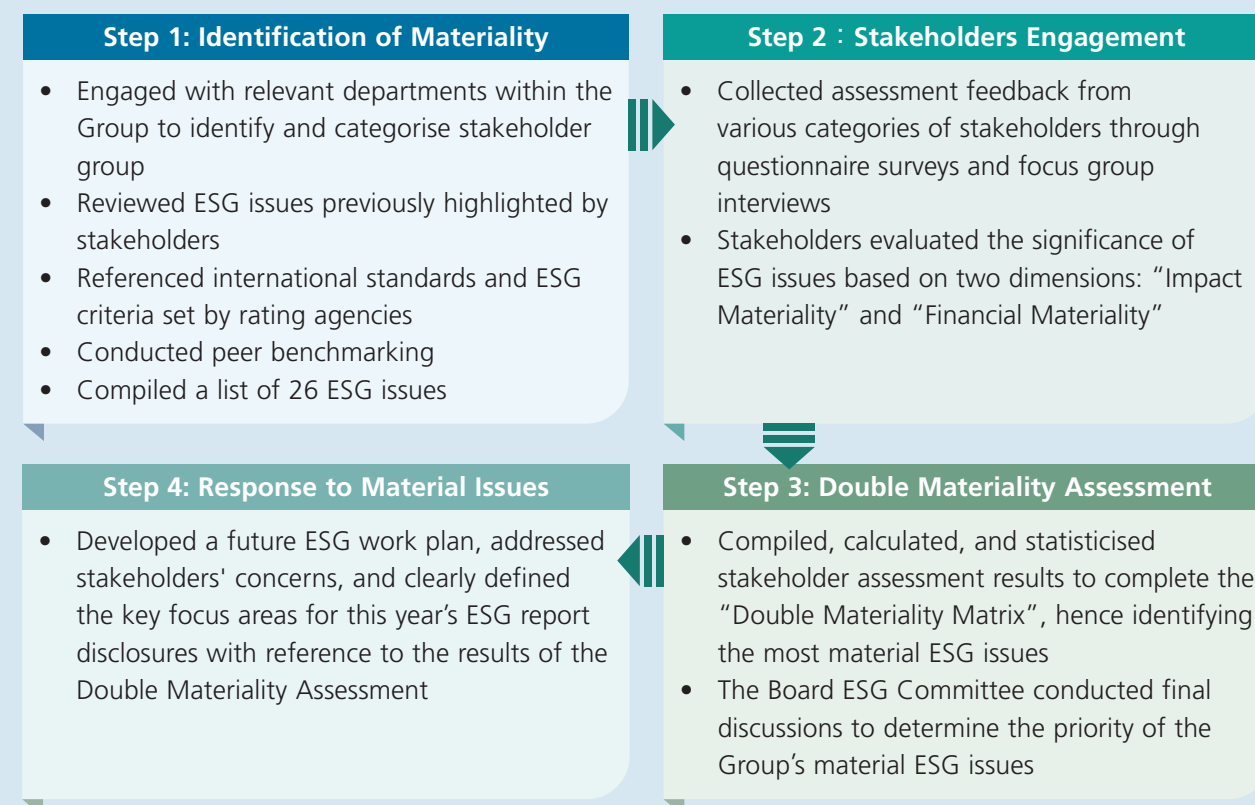 Step 1: Identification of Materiality
• Engaged with relevant departments within the
Group to identify and categorise stakeholder
group
• Reviewed ESG issues previously highlighted by
stakeholders
• Referenced international standards and ESG
criteria set by rating agencies
• Conducted peer benchmarking
• Compiled a list of 26 ESG issues
Step 2：Stakeholders Engagement
• Collected assessment feedback from
various categories of stakeholders through
questionnaire surveys and focus group
interviews
• Stakeholders evaluated the significance of
ESG issues based on two dimensions: “Impact
Materiality” and “Financial Materiality”
Step 3: Double Materiality Assessment
• Compiled, calculated, and statisticised
stakeholder assessment results to complete the
“Double Materiality Matrix”, hence identifying
the most material ESG issues
• The Board ESG Committee conducted final
discussions to determine the priority of the
Group’s material ESG issues
Step 4: Response to Material Issues
• Developed a future ESG work plan, addressed
stakeholders' concerns, and clearly defined
the key focus areas for this year’s ESG report
disclosures with reference to the results of the
Double Materiality Assessment